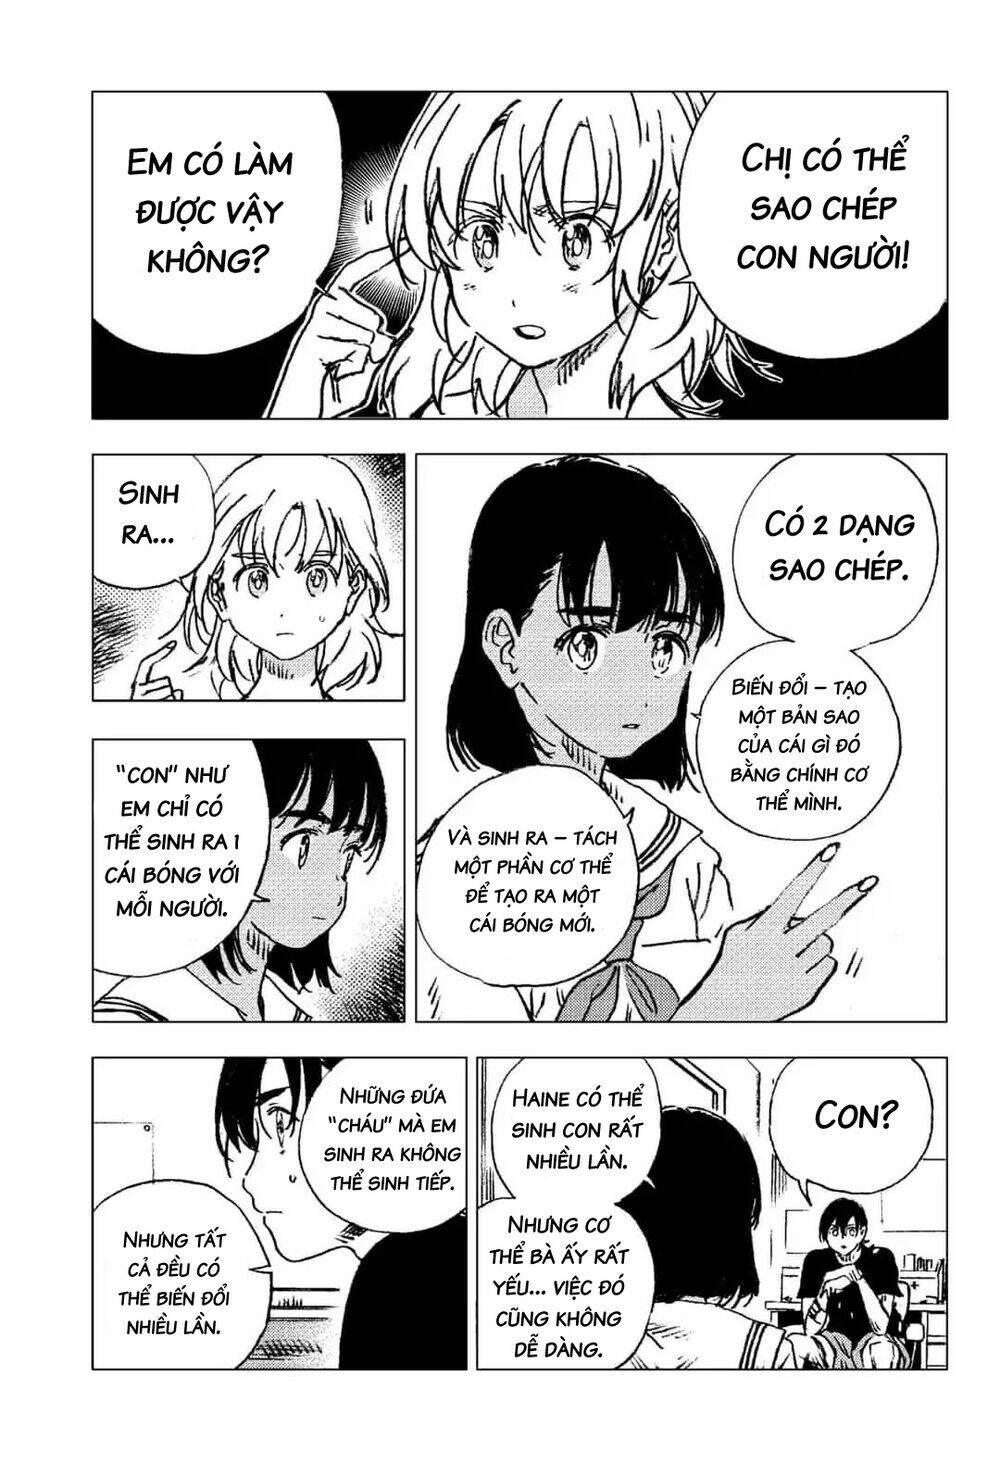 CHỊ CÓ THỂ
SAO CHÉP
CON NGƯỜI!
EM CÓ LÀM
ĐƯỢC VẬY
KHÔNG?
CÓ 2 DẠNG
SAO CHÉP.
BIẾN ĐỔI – TẠO
MỘT BẢN SAO
CỦA CÁI GÌ ĐÓ
BẰNG CHÍNH CƠ
THỂ MÌNH.
VÀ SINH RA – TÁCH
MỘT PHẦN CƠ THỂ
ĐỂ TẠO RA MỘT
CÁI BÓNG MỚI.
SINH
RA...
“CON” NHƯ
EM CHỈ CÓ
THỂ SINH RA 1
CÁI BÓNG VỚI
MỖI NGƯỜI.
CON?
HAINE CÓ THỂ
SINH CON RẤT
NHIỀU LẦN.
NHƯNG CƠ
THỂ BÀ ẤY RẤT
YẾU... VIỆC ĐÓ
CŨNG KHÔNG
DỄ DÀNG.
NHỮNG ĐỨA
“CHÁU” MÀ EM
SINH RA KHÔNG
THỂ SINH TIẾP.
NHƯNG TẤT
CẢ ĐỀU CÓ
THỂ BIẾN ĐỔI
NHIỀU LẦN.